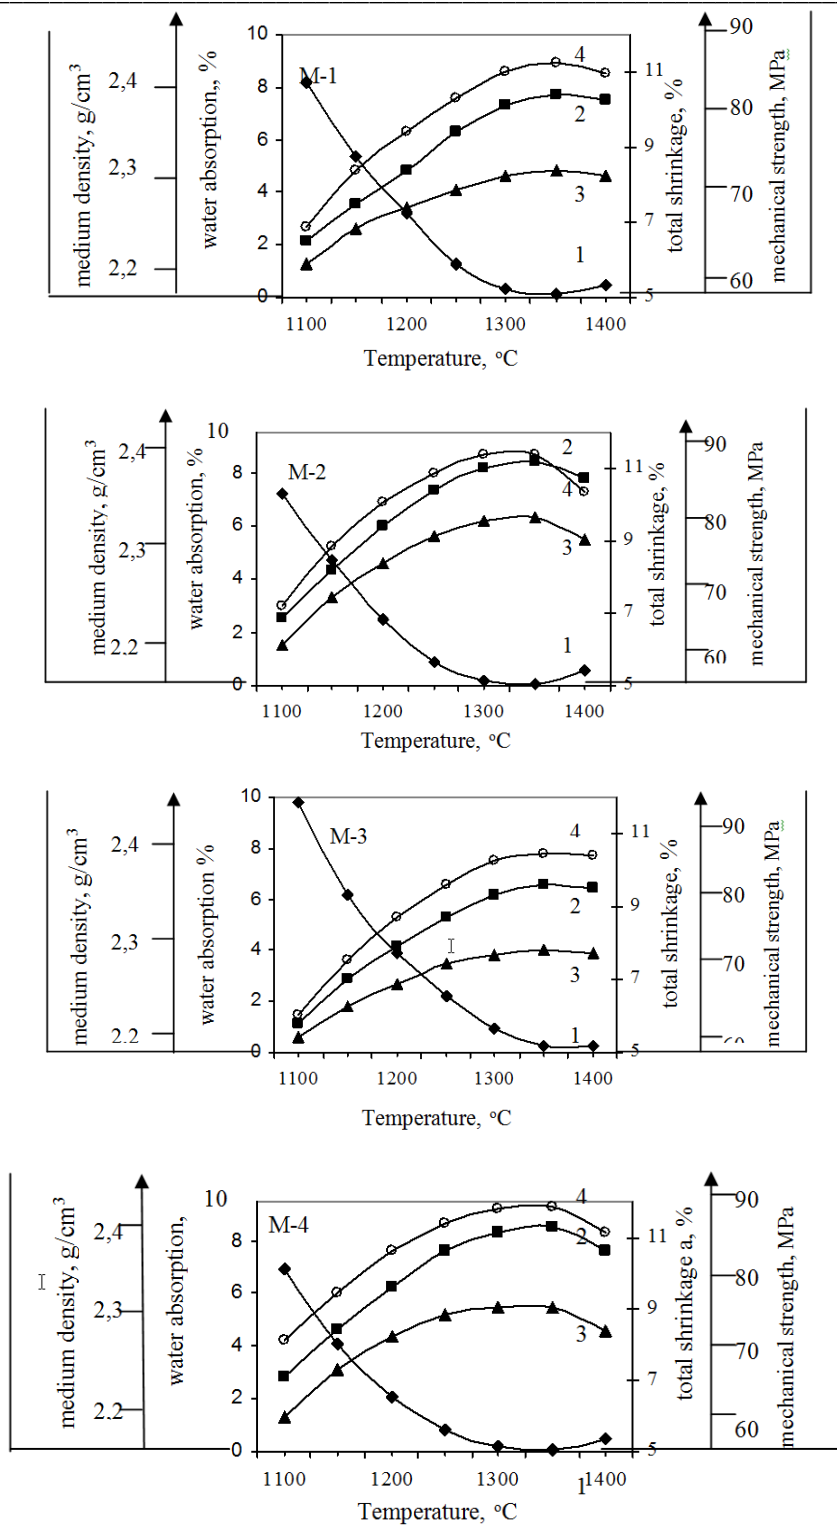 medium density, g/cm3
2,4
2,3
2,2
water absorption,, %
10
8
6
4
2
0
M-1
4
2
3
1
11
9
7
5
total shrinkage, %
90
80
70
60
mechanical strength, MPa
1100 1200 1300 1400
Temperature, oC
medium density, g/cm3
2,4
2,3
2.2
water absorption, %
10
8
6
4
2
0
M-2
2
4
3
1
11
9
7
5
total shrinkage, %
90
80
70
60
mechanical strength, MPa
1100 1200 1300 1400
Temperature, oC
medium density, g/cm3
2,4
2,3
2.2
water absorption %
10
8
6
4
2
0
M-3
4
2
3
1
11
9
7
5
total shrinkage, %
90
80
70
mechanical strength, MPa
1100 1200 1300 1400
Temperature, oC
medium density, g/cm3
2,4
2,3
2.2
water absorption,
10
8
6
4
2
0
M-4
4
2
3
1
11
9
7
5
total shrinkage a, %
90
80
70
60
mechanical strength, MPa
1100 1200 1300 1400
Temperature, oC